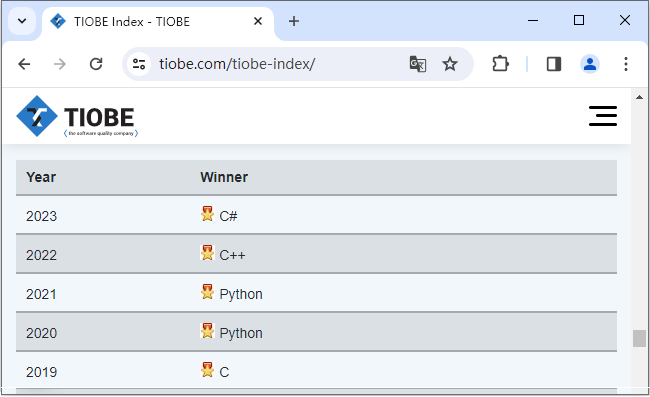 TIOBE Index - TIOBE
tiobe.com/tiobe-index/
TIOBE
(the software quality company)
Year Winner
2023 C#
2022 C++
2021 Python
2020 Python
2019 C